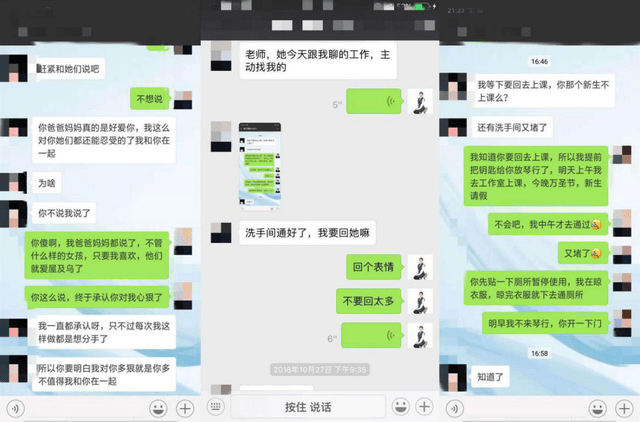 赶紧和她们说吧
不想说
你爸爸妈妈真的是好爱你，我这么
对你她们都还能忍受的了我和你在
一起
为啥
你不说我说了
你傻啊，我爸爸妈妈都说了，不管
什么样的女孩，只要我喜欢，他们
就爱屋及乌了
你这么说，终于承认你对我心狠了
我一直都承认呀，只不过每次我这
样做都是想分手了
所以你要明白我对你多狠就是你多
不值得我和你在一起
老师，她今天跟我聊的工作，主
动找我的
5"
洗手间通好了，我要回她嘛
回个表情
不要回太多
6"
2018年10月27日 下午9:35
按住 说话
21:23
16:46
我等下要回去上课，你那个新生不
上课么？
还有洗手间又堵了
我知道你要回去上课，所以我提前
把钥匙给你放琴行了，明天上午我
去工作室上课，今晚万圣节，新生
请假
不会吧，我中午才去通过
又堵了
你先贴一下厕所暂停使用，我在晾
衣服，晾完衣服就下去通厕所
明早我不来琴行，你开一下门
16:58
知道了